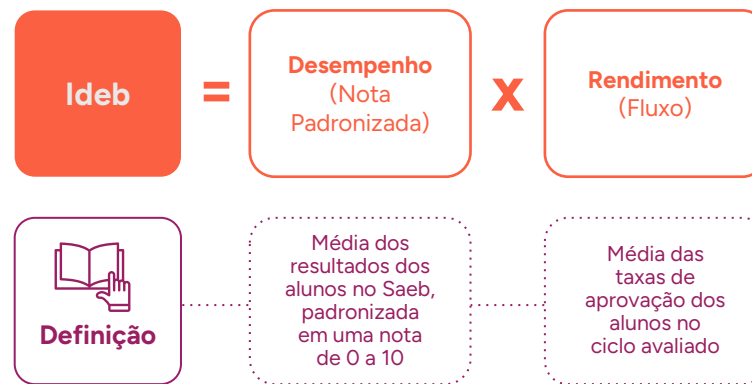 Ideb
=
Desempenho
(Nota
Padronizada)
x
Rendimento
(Fluxo)
Definição
Média dos
resultados dos
alunos no Saeb,
padronizada
em uma nota
de 0 a 10
Média das
taxas de
aprovação dos
alunos no
ciclo avaliado